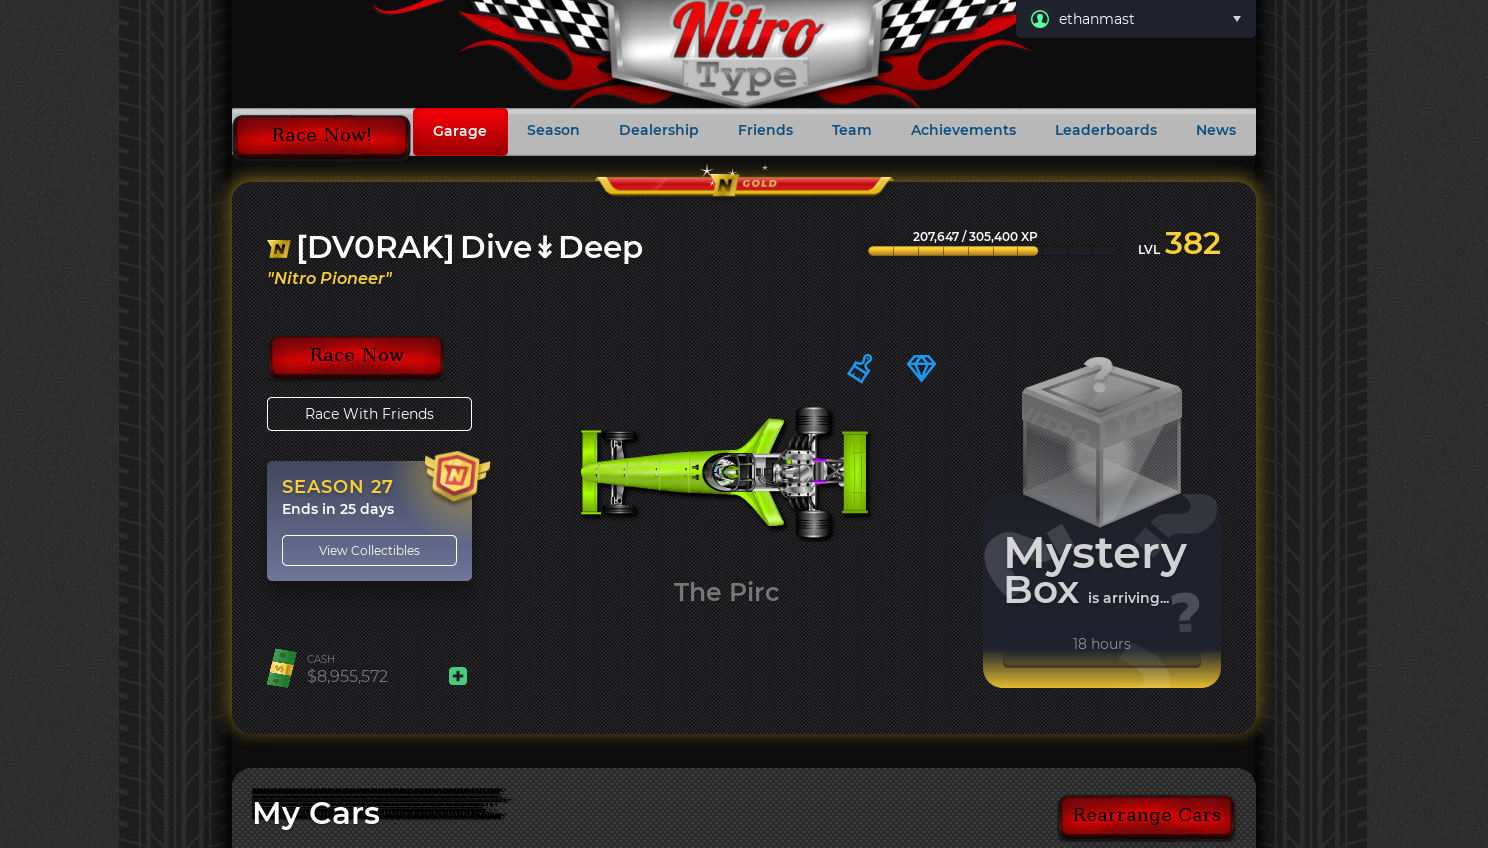 Nitro
Type
ethanmast
Race Now!
Garage
Season
Dealership
Friends
Team
Achievements
Leaderboards
News
N GOLD
N [DV0RAK] Dive↡Deep
"Nitro Pioneer"
207,647 / 305,400 XP
LVL 382
Race Now
Race With Friends
SEASON 27
Ends in 25 days
View Collectibles
N
The Pirc
?
NITRO TYPE
Mystery
Box is arriving...
?
18 hours
CASH
$8,955,572
My Cars
Rearrange Cars